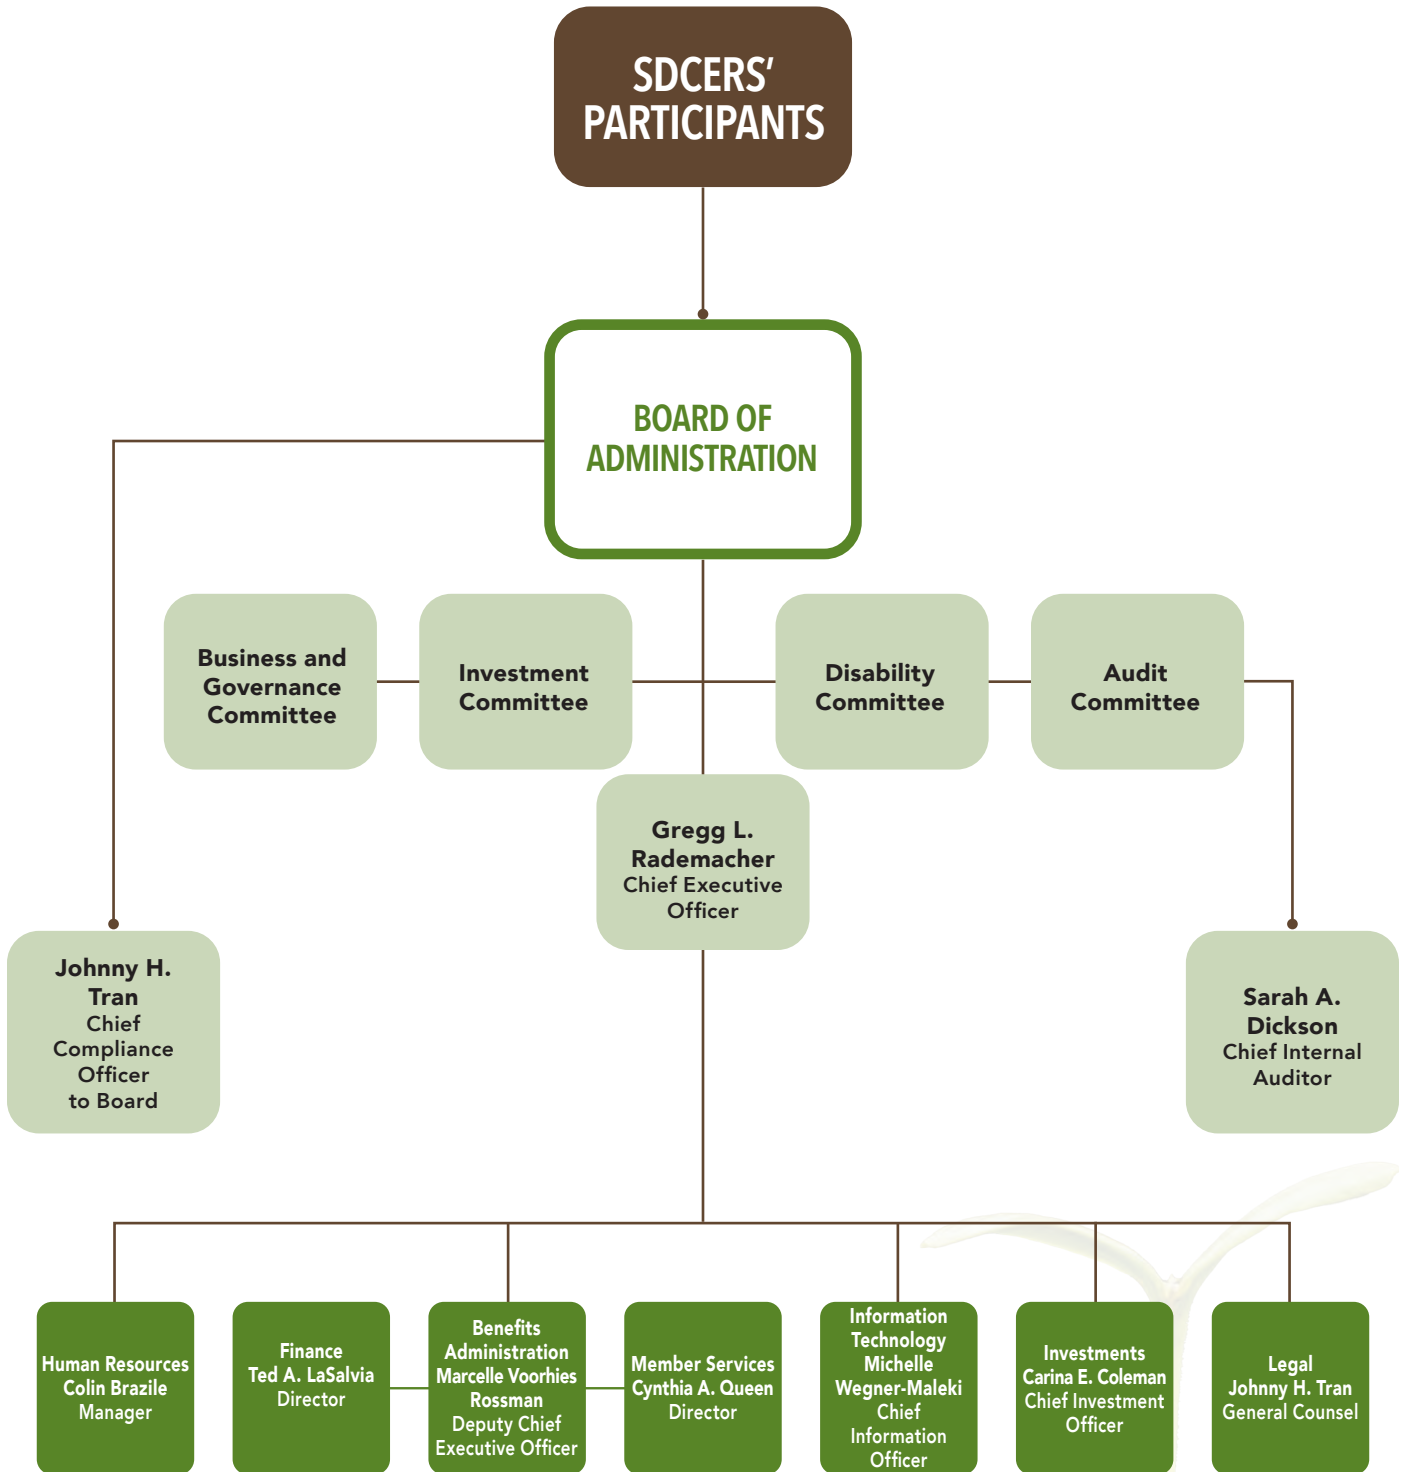 SDCERS’
PARTICIPANTS
BOARD OF
ADMINISTRATION
Business and
Governance
Committee
Investment
Committee
Disability
Committee
Audit
Committee
Gregg L.
Rademacher
Chief Executive
Officer
Johnny H.
Tran
Chief
Compliance
Officer
to Board
Sarah A.
Dickson
Chief Internal
Auditor
Human Resources
Colin Brazile
Manager
Finance
Ted A. LaSalvia
Director
Benefits
Administration
Marcelle Voorhies
Rossman
Deputy Chief
Executive Officer
Member Services
Cynthia A. Queen
Director
Information
Technology
Michelle
Wegner-Maleki
Chief
Information
Officer
Investments
Carina E. Coleman
Chief Investment
Officer
Legal
Johnny H. Tran
General Counsel